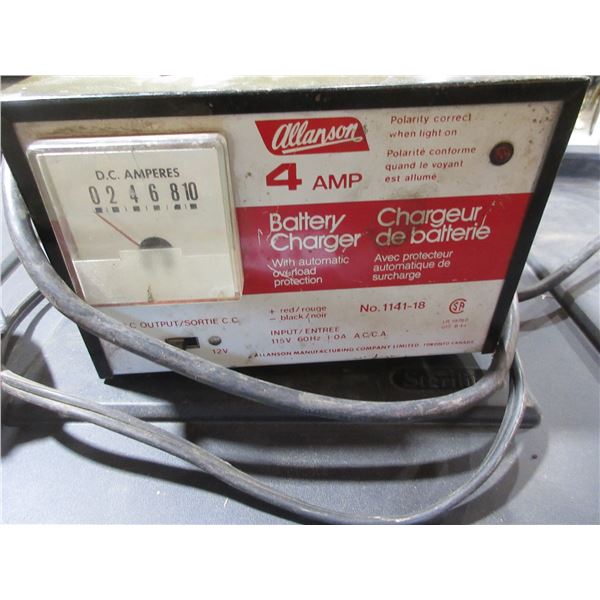 allanson
4 AMP
Polarity correct
when light on
Polarité conforme
quand le voyant
est allumé
D.C. AMPERES
0 2 4 6 8 10
Battery
Charger
With automatic
overload
protection
Chargeur
de batterie
Avec protecteur
automatique de
surcharge
C OUTPUT/SORTIE C.C.
12V
+ red/rouge
- black/noir
INPUT/ENTREE
115V 60Hz 1·0A A.C/C.A.
No. 1141-18
SA
ALLANSON MANUFACTURING COMPANY LIMITED TORONTO CANADA
Sterili